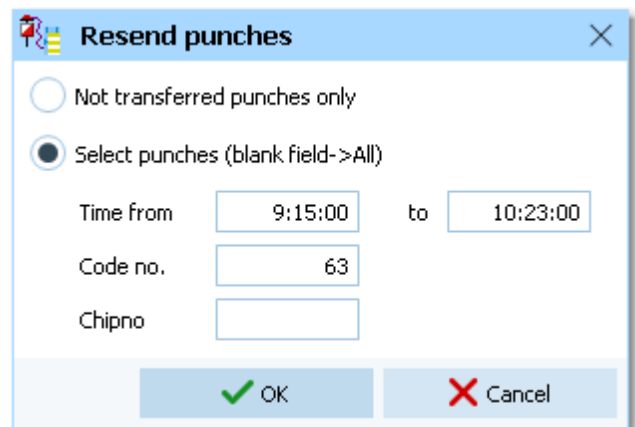 Resend punches
Not transferred punches only
Select punches (blank field->All)
Time from 9:15:00 to 10:23:00
Code no. 63
Chipno
OK Cancel